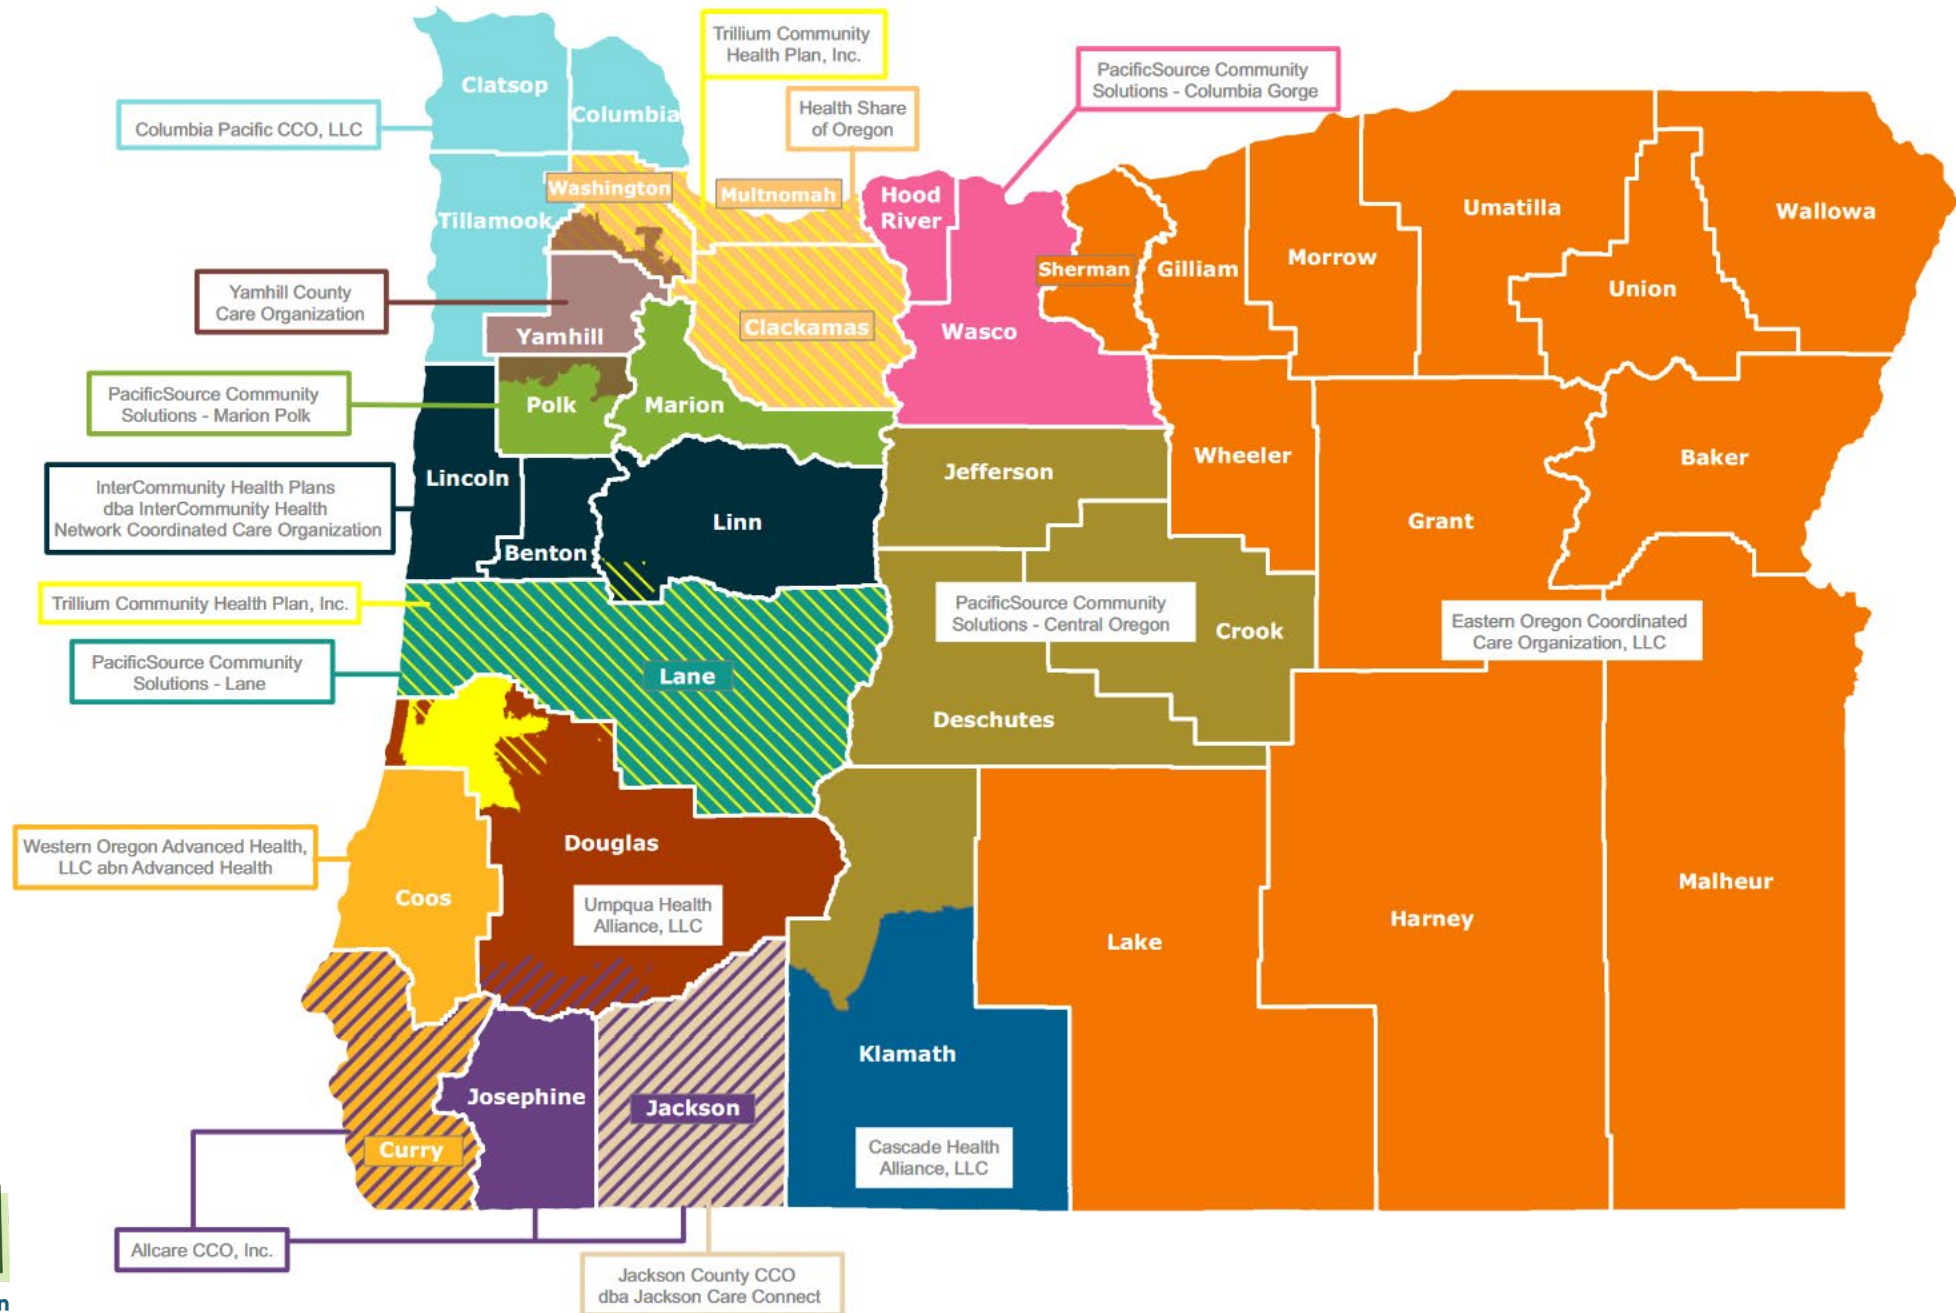 Trillium Community
Health Plan, Inc.
PacificSource Community
Solutions - Columbia Gorge
Clatsop
Columbia
Health Share
of Oregon
Columbia Pacific CCO, LLC
Washington
Multnomah
Hood
River
Tillamook
Umatilla
Wallowa
Sherman
Gilliam
Morrow
Union
Yamhill County
Care Organization
Yamhill
Clackamas
Wasco
PacificSource Community
Solutions - Marion Polk
Polk
Marion
Wheeler
Baker
Lincoln
Jefferson
InterCommunity Health Plans
dba InterCommunity Health
Network Coordinated Care Organization
Linn
Grant
Benton
Trillium Community Health Plan, Inc.
PacificSource Community
Solutions - Central Oregon
Crook
Eastern Oregon Coordinated
Care Organization, LLC
PacificSource Community
Solutions - Lane
Lane
Deschutes
Western Oregon Advanced Health,
LLC abn Advanced Health
Douglas
Coos
Umpqua Health
Alliance, LLC
Malheur
Harney
Lake
Klamath
Josephine
Jackson
Curry
Cascade Health
Alliance, LLC
Allcare CCO, Inc.
Jackson County CCO
dba Jackson Care Connect